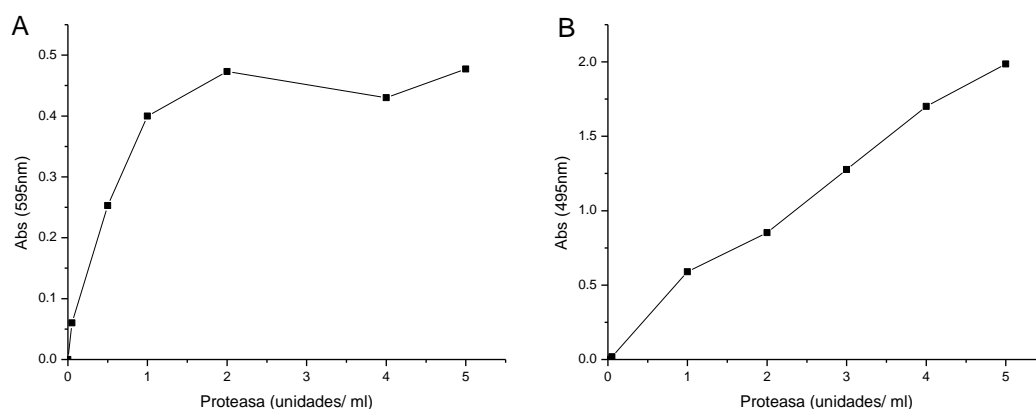 A
Abs (595nm)
0.5
0.4
0.3
0.2
0.1
0.0
0 1 2 3 4 5
Proteasa (unidades/ ml)
B
Abs (495nm)
2.0
1.5
1.0
0.5
0.0
0 1 2 3 4 5
Proteasa (unidades/ ml)